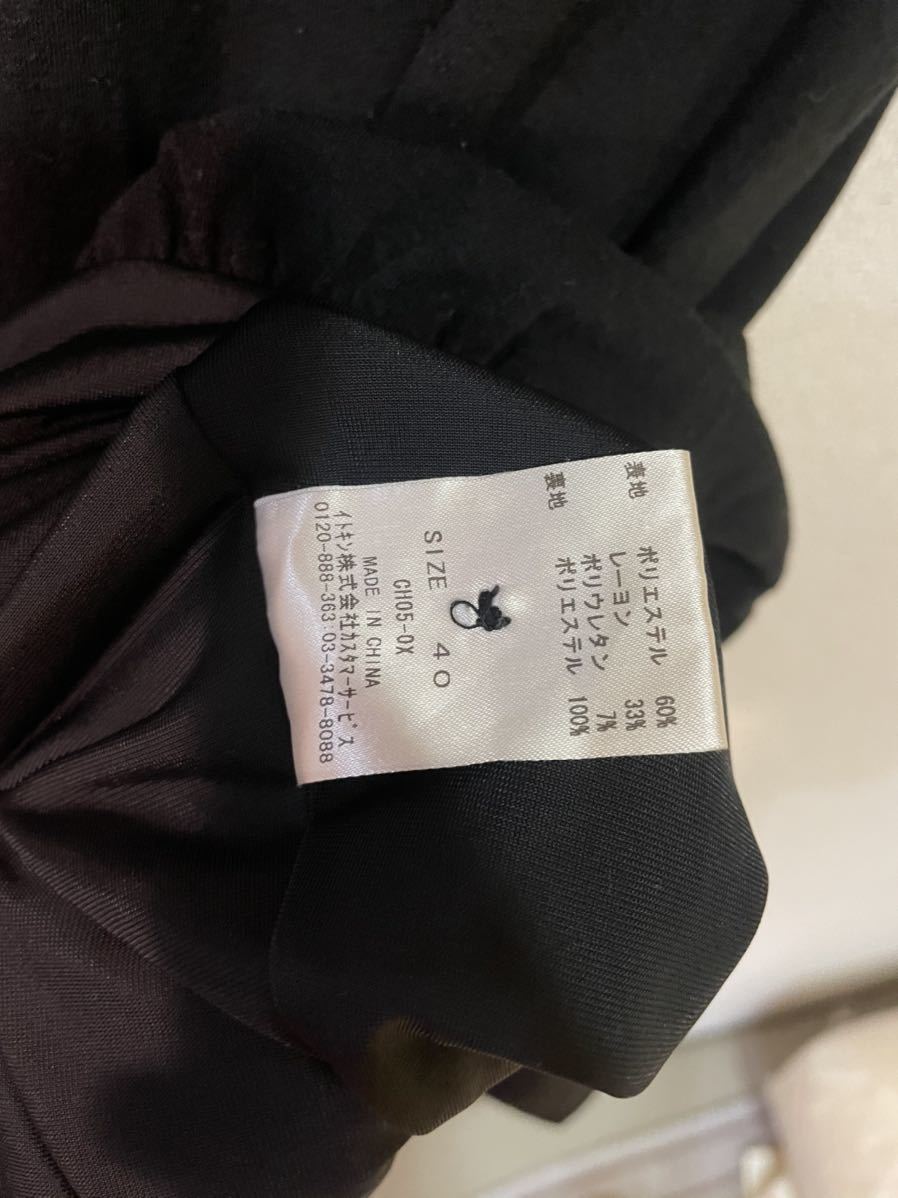 表地 ポリエステル 60%
レーヨン 33%
ポリウレタン 7%
裏地 ポリエステル 100%
SIZE 40
CH05-0X
MADE IN CHINA
イトキン株式会社カスタマーサービス
0120-888-363:03-3478-8088